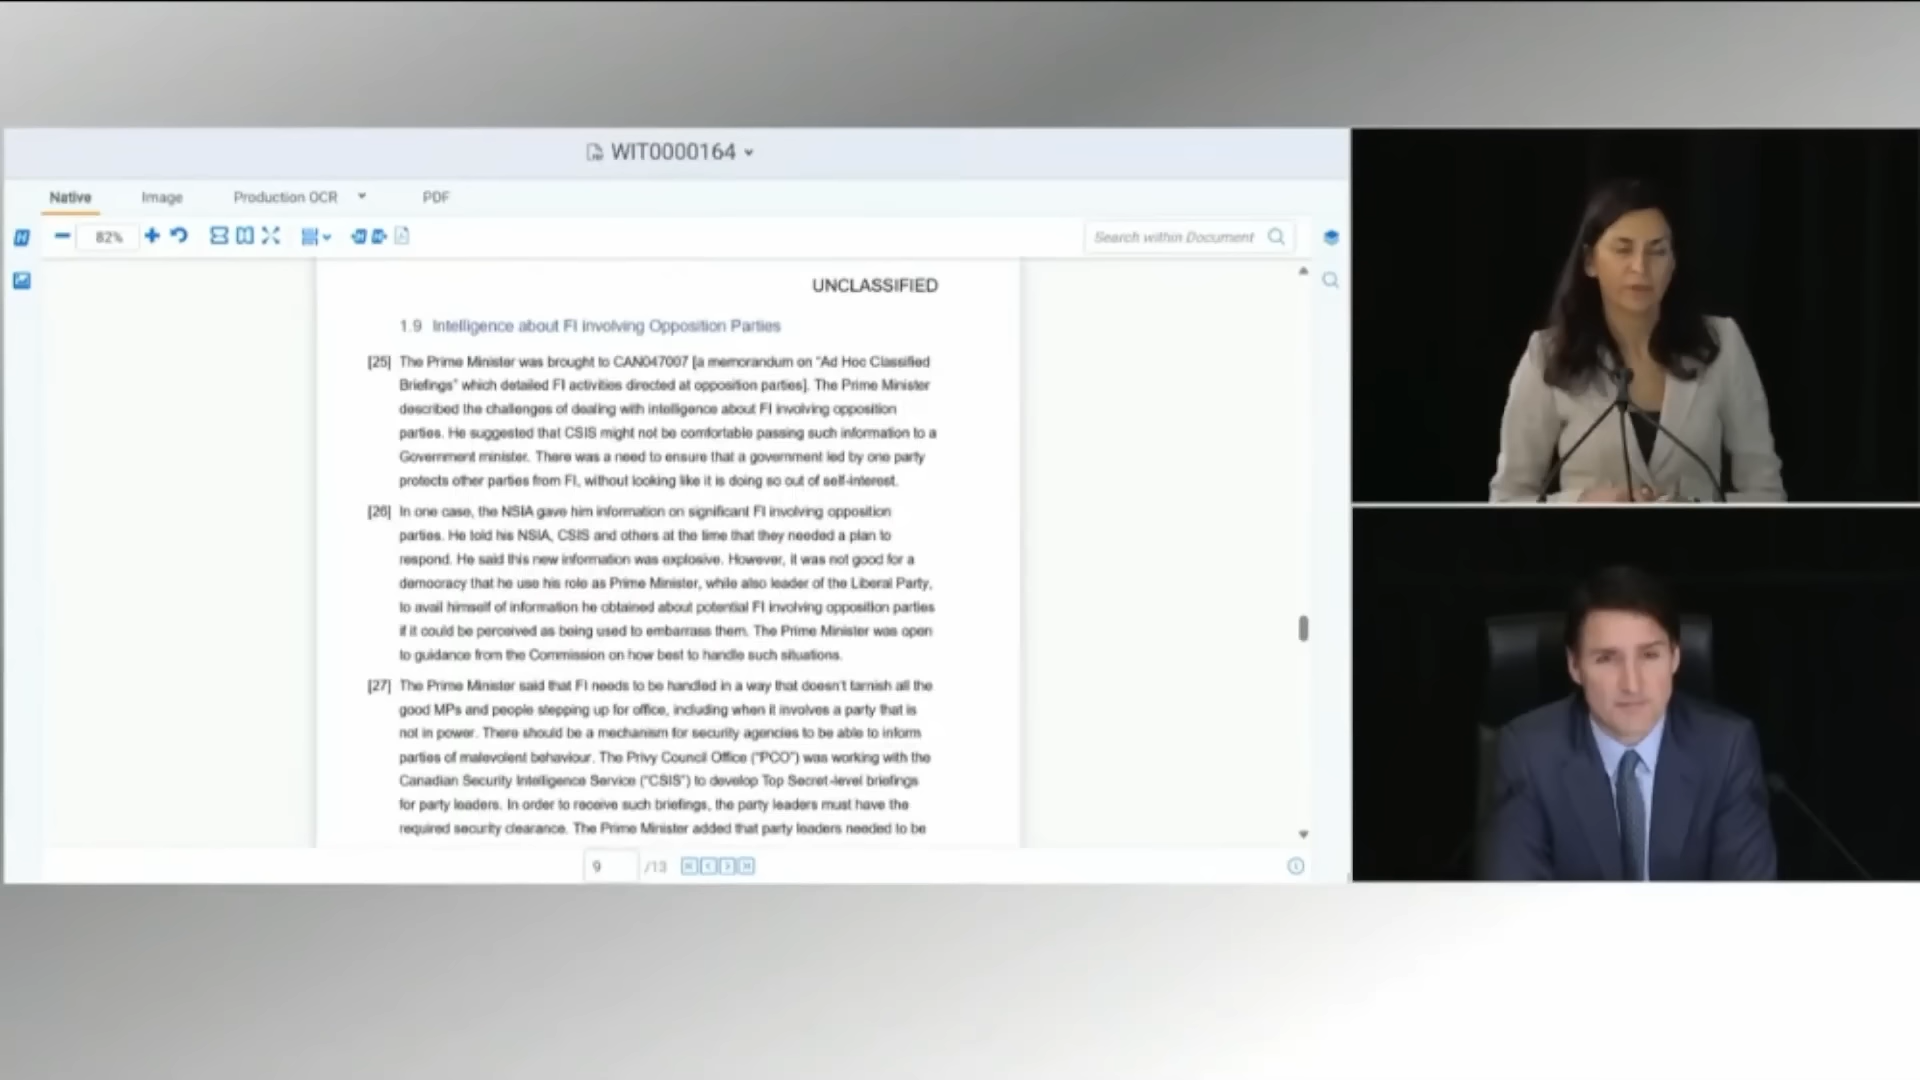 WIT0000164
Native Image Production OCR PDF
82% Search within Document
UNCLASSIFIED
1.9 Intelligence about FI involving Opposition Parties
[25] The Prime Minister was brought to CAN047007 [a memorandum on "Ad Hoc Classified
Briefings" which detailed FI activities directed at opposition parties]. The Prime Minister
described the challenges of dealing with intelligence about FI involving opposition
parties. He suggested that CSIS might not be comfortable passing such information to a
Government minister. There was a need to ensure that a government led by one party
protects other parties from FI, without looking like it is doing so out of self-interest.
[26] In one case, the NSIA gave him information on significant FI involving opposition
parties. He told his NSIA, CSIS and others at the time that they needed a plan to
respond. He said this new information was explosive. However, it was not good for a
democracy that he use his role as Prime Minister, while also leader of the Liberal Party,
to avail himself of information he obtained about potential FI involving opposition parties
if it could be perceived as being used to embarrass them. The Prime Minister was open
to guidance from the Commission on how best to handle such situations.
[27] The Prime Minister said that FI needs to be handled in a way that doesn't tarnish all the
good MPs and people stepping up for office, including when it involves a party that is
not in power. There should be a mechanism for security agencies to be able to inform
parties of malevolent behaviour. The Privy Council Office ("PCO") was working with the
Canadian Security Intelligence Service ("CSIS") to develop Top Secret-level briefings
for party leaders. In order to receive such briefings, the party leaders must have the
required security clearance. The Prime Minister added that party leaders needed to be
9 /13